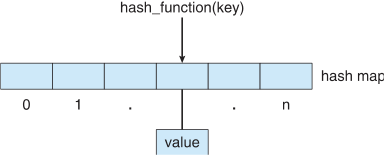 hash_function(key)
hash map
0 1 . . n
value